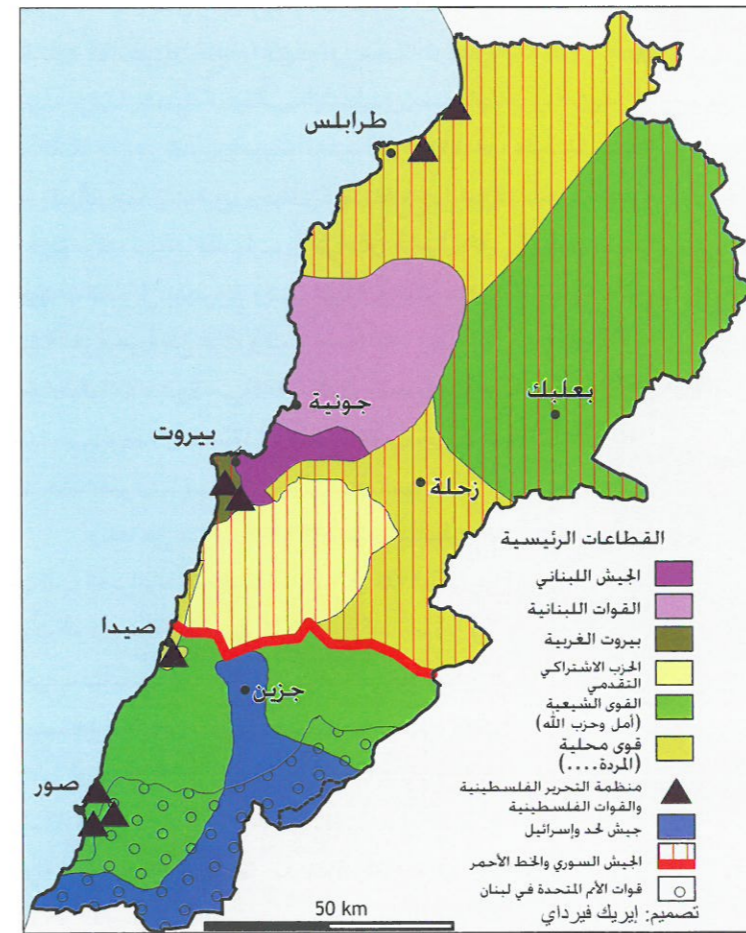 طرابلس
جونية
بعلبك
بيروت
زحلة
صيدا
جزين
صور
القطاعات الرئيسية
الجيش اللبناني
القوات اللبنانية
بيروت الغربية
الحزب الاشتراكي
التقدمي
القوى الشيعية
(أمل وحزب الله)
قوى محلية
(المردة....)
منظمة التحرير الفلسطينية
والقوات الفلسطينية
جيش لحد وإسرائيل
الجيش السوري والخط الأحمر
قوات الأمم المتحدة في لبنان
تصميم: إيريك فيرداي
50 km